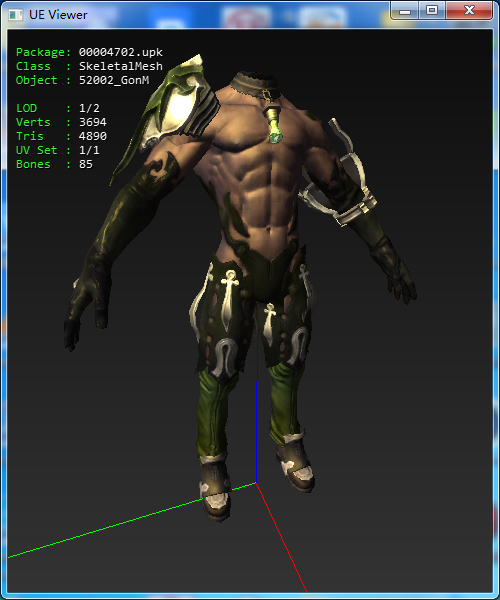 UE Viewer
Package: 00004702.upk
Class : SkeletalMesh
Object : 52002_GonM
LOD : 1/2
Verts : 3694
Tris : 4890
UV Set : 1/1
Bones : 85